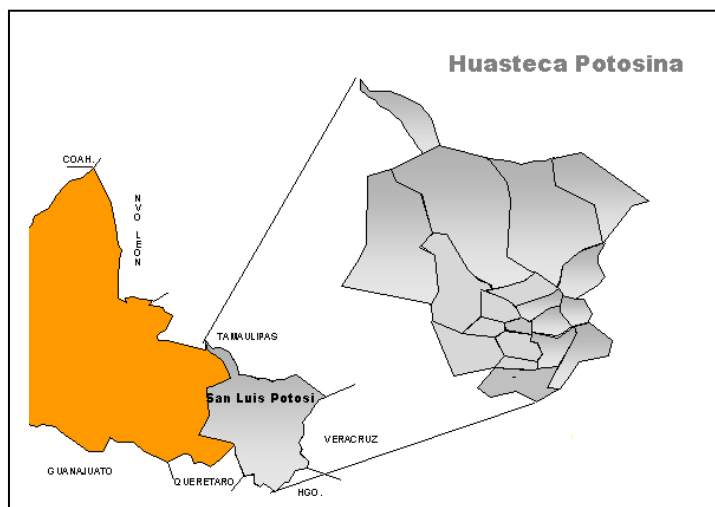 Huasteca Potosina
COAH.
NVO LEON
TAMAULIPAS
San Luis Potosi
VERACRUZ
GUANAJUATO
QUERETARO
HGO.